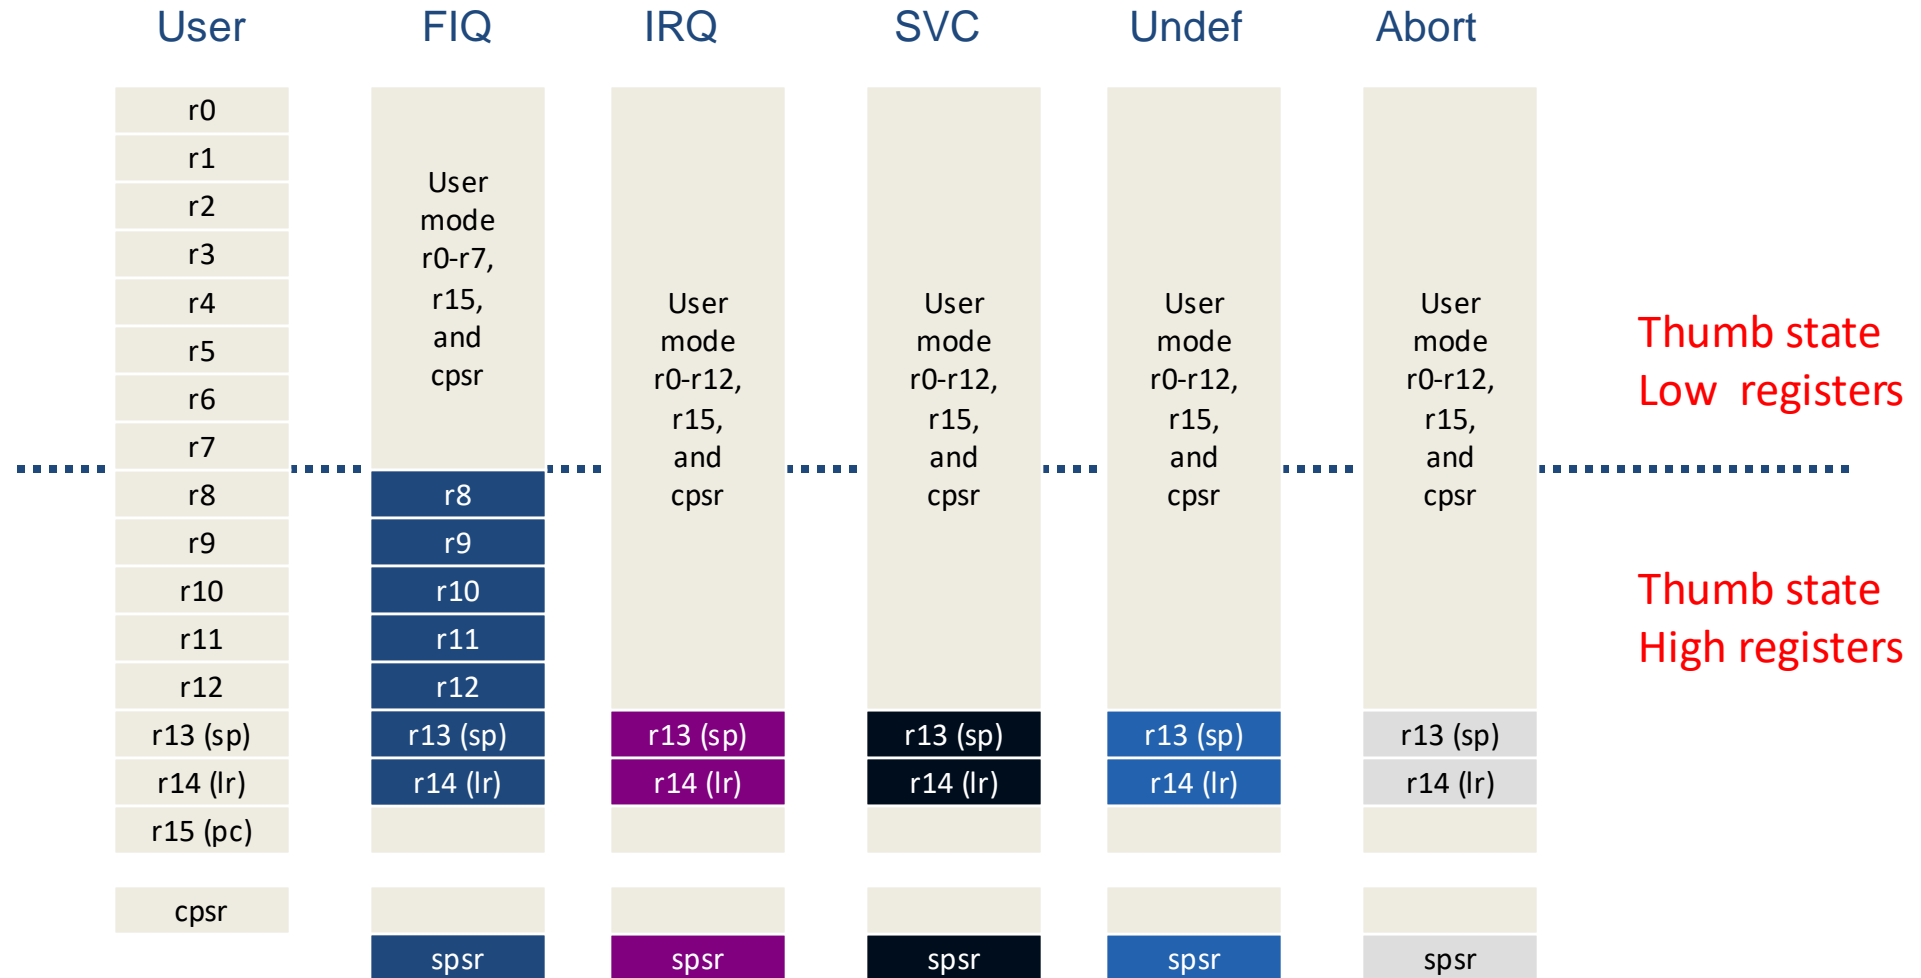 User
FIQ
IRQ
SVC
Undef
Abort
r0
r1
r2
r3
r4
r5
r6
r7
r8
r9
r10
r11
r12
r13 (sp)
r14 (lr)
r15 (pc)
cpsr
User
mode
r0-r7,
r15,
and
cpsr
r8
r9
r10
r11
r12
r13 (sp)
r14 (lr)
spsr
User
mode
r0-r12,
r15,
and
cpsr
r13 (sp)
r14 (lr)
spsr
User
mode
r0-r12,
r15,
and
cpsr
r13 (sp)
r14 (lr)
spsr
User
mode
r0-r12,
r15,
and
cpsr
r13 (sp)
r14 (lr)
spsr
User
mode
r0-r12,
r15,
and
cpsr
r13 (sp)
r14 (lr)
spsr
Thumb state
Low registers
Thumb state
High registers